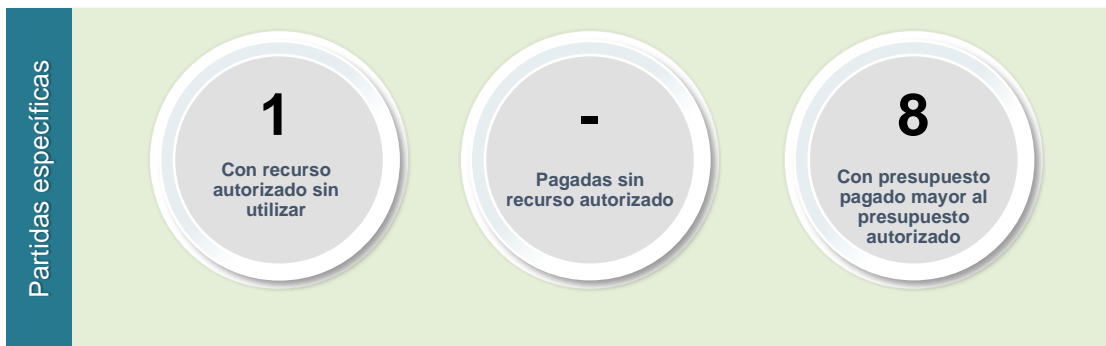 Partidas específicas
1
Con recurso
autorizado sin
utilizar
-
Pagadas sin
recurso autorizado
8
Con presupuesto
pagado mayor al
presupuesto
autorizado